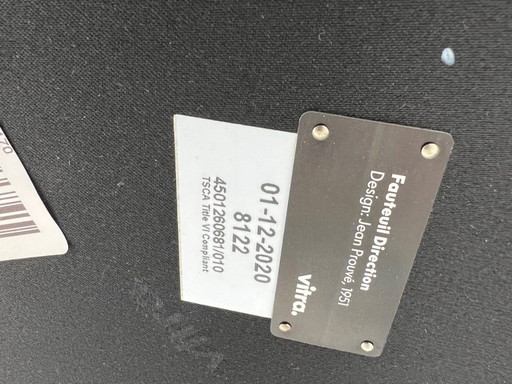 Fauteuil Direction
Design: Jean Prouvé, 1951
vitra.
01-12-2020
8122
4501260681/010
TSCA Title VI Compliant